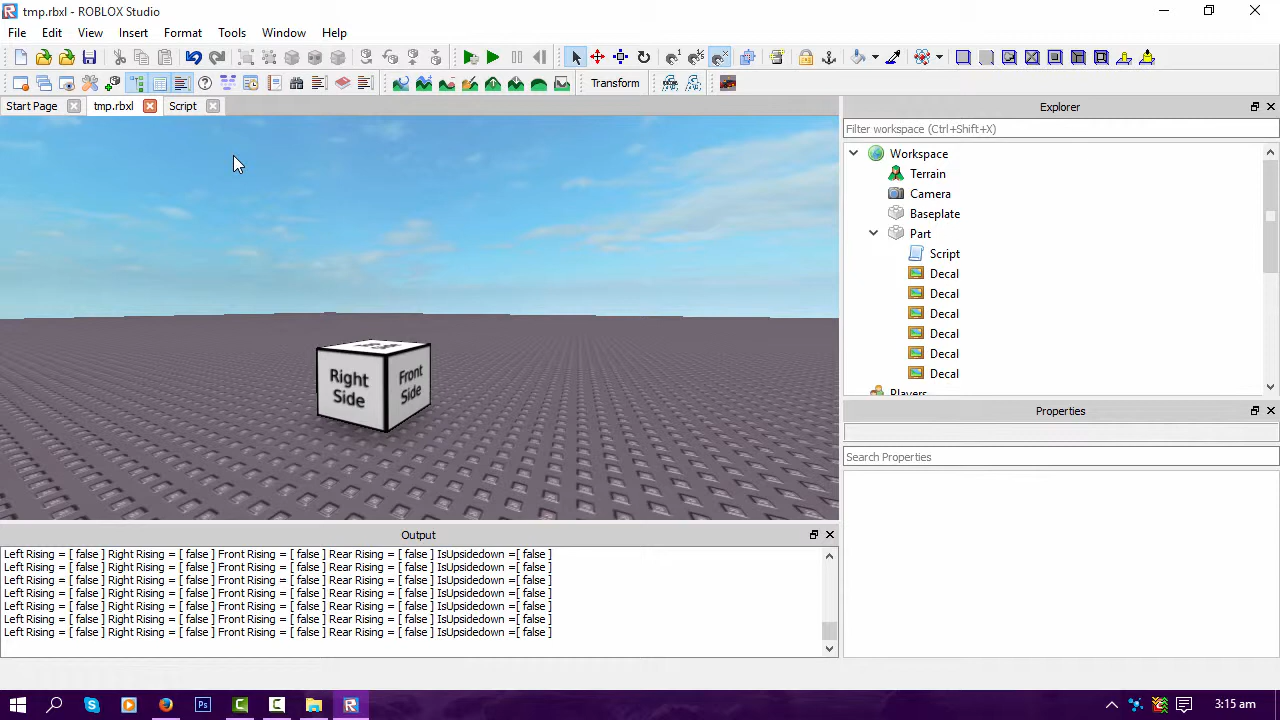 tmp.rbxl - ROBLOX Studio
File Edit View Insert Format Tools Window Help
Transform
Start Page tmp.rbxl Script
Explorer
Filter workspace (Ctrl+Shift+X)
Workspace
Terrain
Camera
Baseplate
Part
Script
Decal
Decal
Decal
Decal
Decal
Decal
Players
Right
Side
Front
Side
Properties
Search Properties
Output
Left Rising = [ false ] Right Rising = [ false ] Front Rising = [ false ] Rear Rising = [ false ] IsUpsidedown =[ false ]
Left Rising = [ false ] Right Rising = [ false ] Front Rising = [ false ] Rear Rising = [ false ] IsUpsidedown =[ false ]
Left Rising = [ false ] Right Rising = [ false ] Front Rising = [ false ] Rear Rising = [ false ] IsUpsidedown =[ false ]
Left Rising = [ false ] Right Rising = [ false ] Front Rising = [ false ] Rear Rising = [ false ] IsUpsidedown =[ false ]
Left Rising = [ false ] Right Rising = [ false ] Front Rising = [ false ] Rear Rising = [ false ] IsUpsidedown =[ false ]
Left Rising = [ false ] Right Rising = [ false ] Front Rising = [ false ] Rear Rising = [ false ] IsUpsidedown =[ false ]
Left Rising = [ false ] Right Rising = [ false ] Front Rising = [ false ] Rear Rising = [ false ] IsUpsidedown =[ false ]
3:15 am